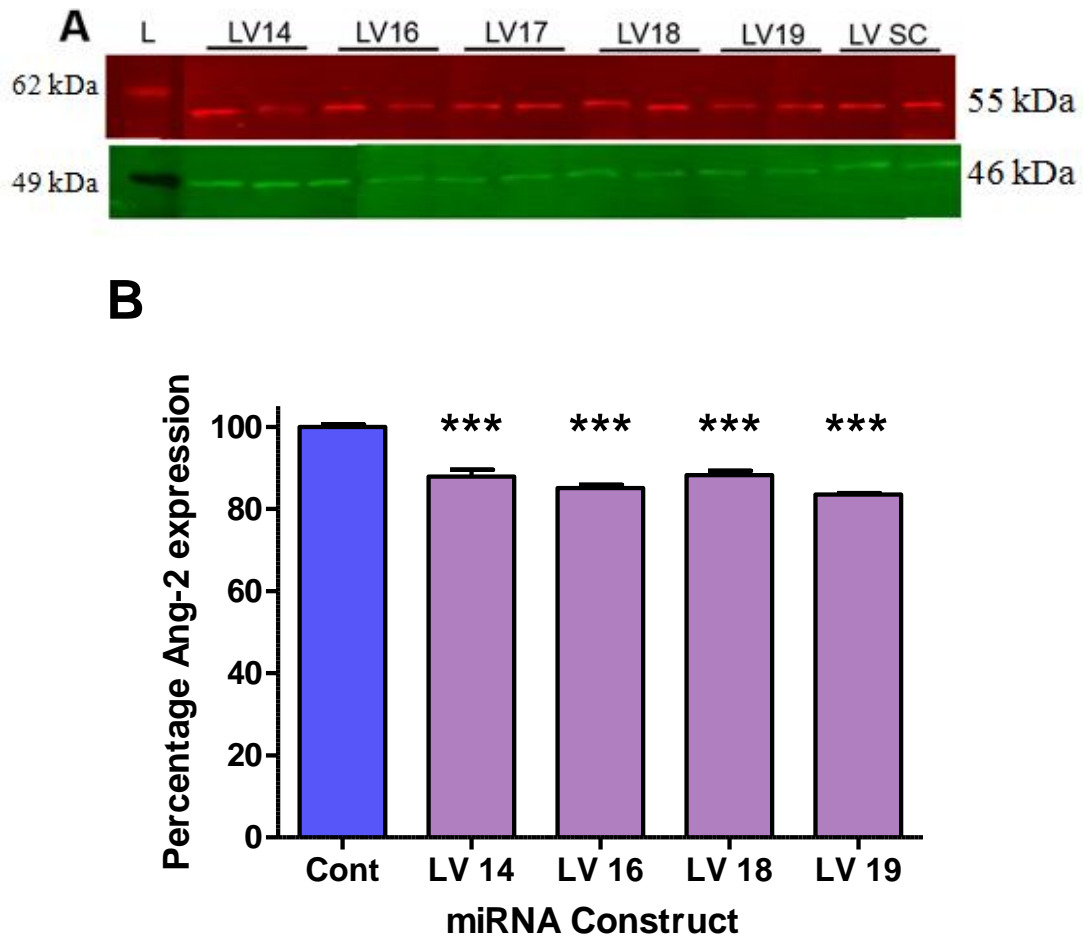 A L LV14 LV16 LV17 LV18 LV19 LV SC
62 kDa 55 kDa
49 kDa 46 kDa
B
Percentage Ang-2 expression
100 *** *** *** ***
80
60
40
20
0
Cont LV 14 LV 16 LV 18 LV 19
miRNA Construct